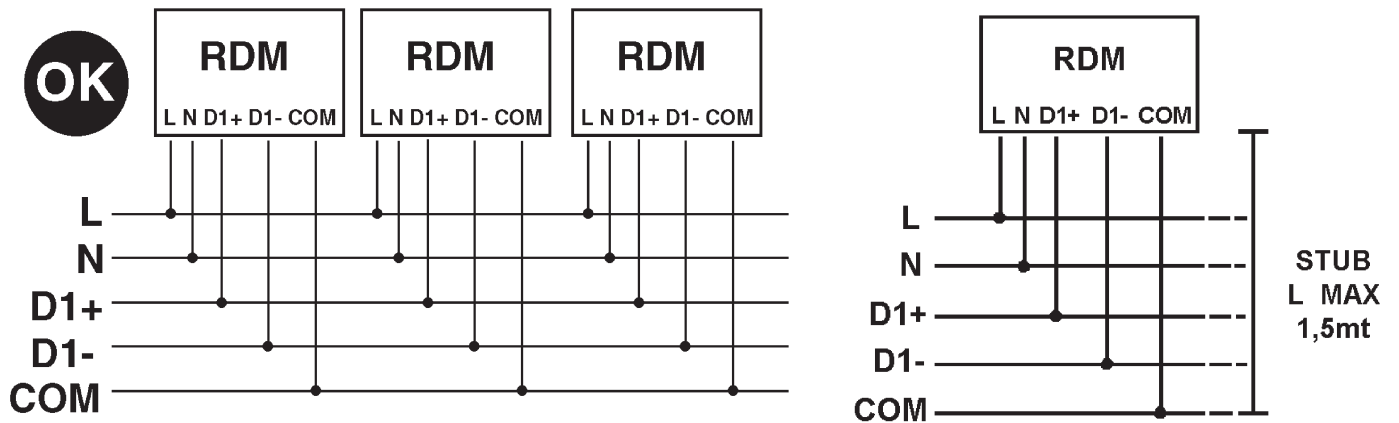 OK
RDM
L N D1+ D1- COM
RDM
L N D1+ D1- COM
RDM
L N D1+ D1- COM
L
N
D1+
D1-
COM
RDM
L N D1+ D1- COM
L
N
D1+
D1-
COM
STUB
L MAX
1,5mt